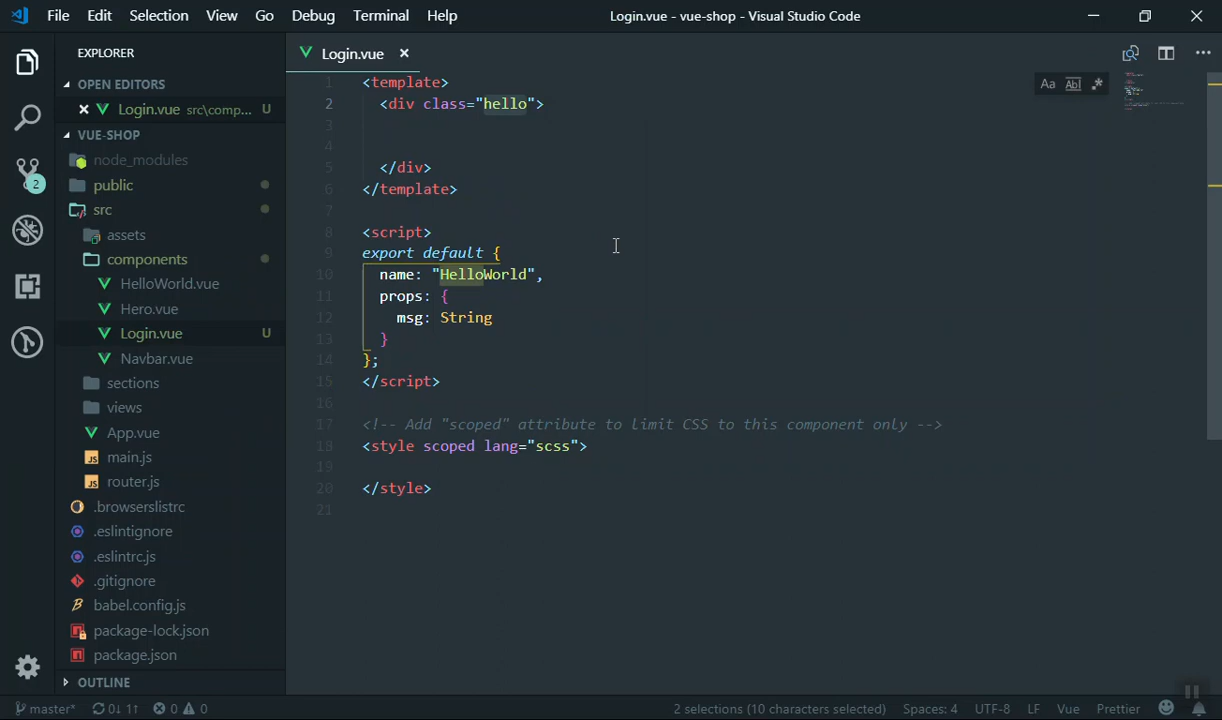 File Edit Selection View Go Debug Terminal Help
Login.vue - vue-shop - Visual Studio Code
EXPLORER
OPEN EDITORS
Login.vue src\comp... U
VUE-SHOP
node_modules
public
src
assets
components
HelloWorld.vue
Hero.vue
Login.vue U
Navbar.vue
sections
views
App.vue
JS main.js
JS router.js
.browserslistrc
.eslintignore
.eslintrc.js
.gitignore
babel.config.js
package-lock.json
package.json
OUTLINE
2
Login.vue
Aa Abl .*
1 <template>
2 <div class="hello">
3
4
5 </div>
6 </template>
7
8 <script>
9 export default {
10 name: "HelloWorld",
11 props: {
12 msg: String
13 }
14 };
15 </script>
16
17 <!-- Add "scoped" attribute to limit CSS to this component only -->
18 <style scoped lang="scss">
19
20 </style>
21
master* 0↓ 1↑ 0 0 2 selections (10 characters selected) Spaces: 4 UTF-8 LF Vue Prettier